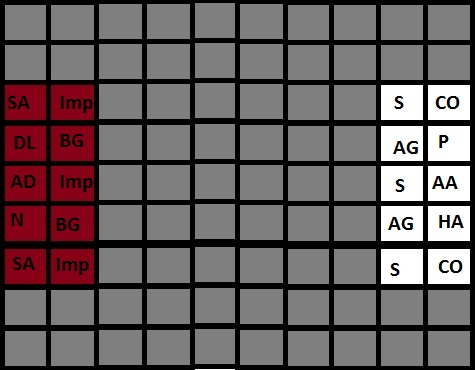 SA Imp S CO
DL BG AG P
AD Imp S AA
N BG AG HA
SA Imp S CO